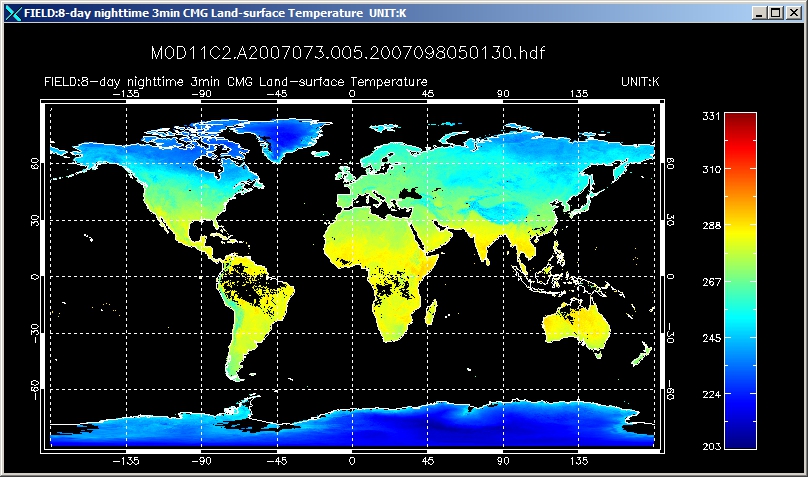 FIELD:8-day nighttime 3min CMG Land-surface Temperature UNIT:K
MOD11C2.A2007073.005.2007098050130.hdf
FIELD:8-day nighttime 3min CMG Land-surface Temperature UNIT:K
-135 -90 -45 0 45 90 135
331
310
288
267
245
224
203
60 60
30 30
0 0
-30 -30
-60 -60
-135 -90 -45 0 45 90 135